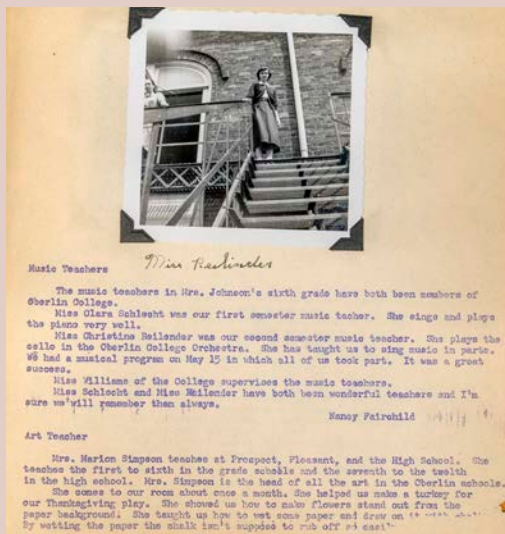 Miss
Music Teachers
The music teachers in Mrs. Johnson's sixth grade have both been members of
Oberlin College.
Miss Clara Schlecht was our first semester music tacher. She sings and plays
the piano very well.
Miss Christine Reilender was our second semester music teacher. She plays the
cello in the Oberlin College Orchestra. She has taught us to sing music in parts.
We had a musical program on May 15 in which all of us took part. It was a great
success.
Miss Williams of the College supervises the music teachers.
Miss Schlecht and Miss have both been wonderful teachers and I'm
sure we'will remember them always.
Nancy Fairchild
Art Teacher
Mrs. Marion Simpson teaches at Prospect, Pleasant, and the High School. She
teaches the first to sixth in the grade schools and the seventh to the twelth
in the high school. Mrs. Simpson is the head of all the art in the Oberlin schools.
She comes to our room about once a month. She helped us make a turkey for
our Thanksgiving play. She showed us how to make flowers stand out from the
paper background. She taught us how to wet some paper and draw on
By wetting the paper the chalk isn't supposed to rub off so